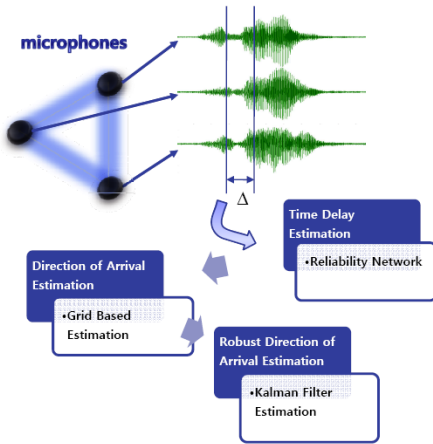 microphones
Δ
Time Delay
Estimation
•Reliability Network
Direction of Arrival
Estimation
•Grid Based
Estimation
Robust Direction of
Arrival Estimation
•Kalman Filter
Estimation